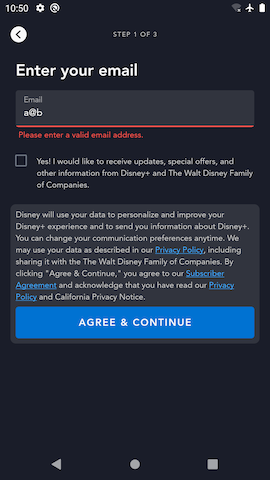 10:50
STEP 1 OF 3
Enter your email
Email
a@b
Please enter a valid email address.
Yes! I would like to receive updates, special offers, and
other information from Disney+ and The Walt Disney Family
of Companies.
Disney will use your data to personalize and improve your
Disney+ experience and to send you information about Disney+.
You can change your communication preferences anytime. We
may use your data as described in our Privacy Policy, including
sharing it with the The Walt Disney Family of Companies. By
clicking "Agree & Continue," you agree to our Subscriber
Agreement and acknowledge that you have read our Privacy
Policy and California Privacy Notice.
AGREE & CONTINUE